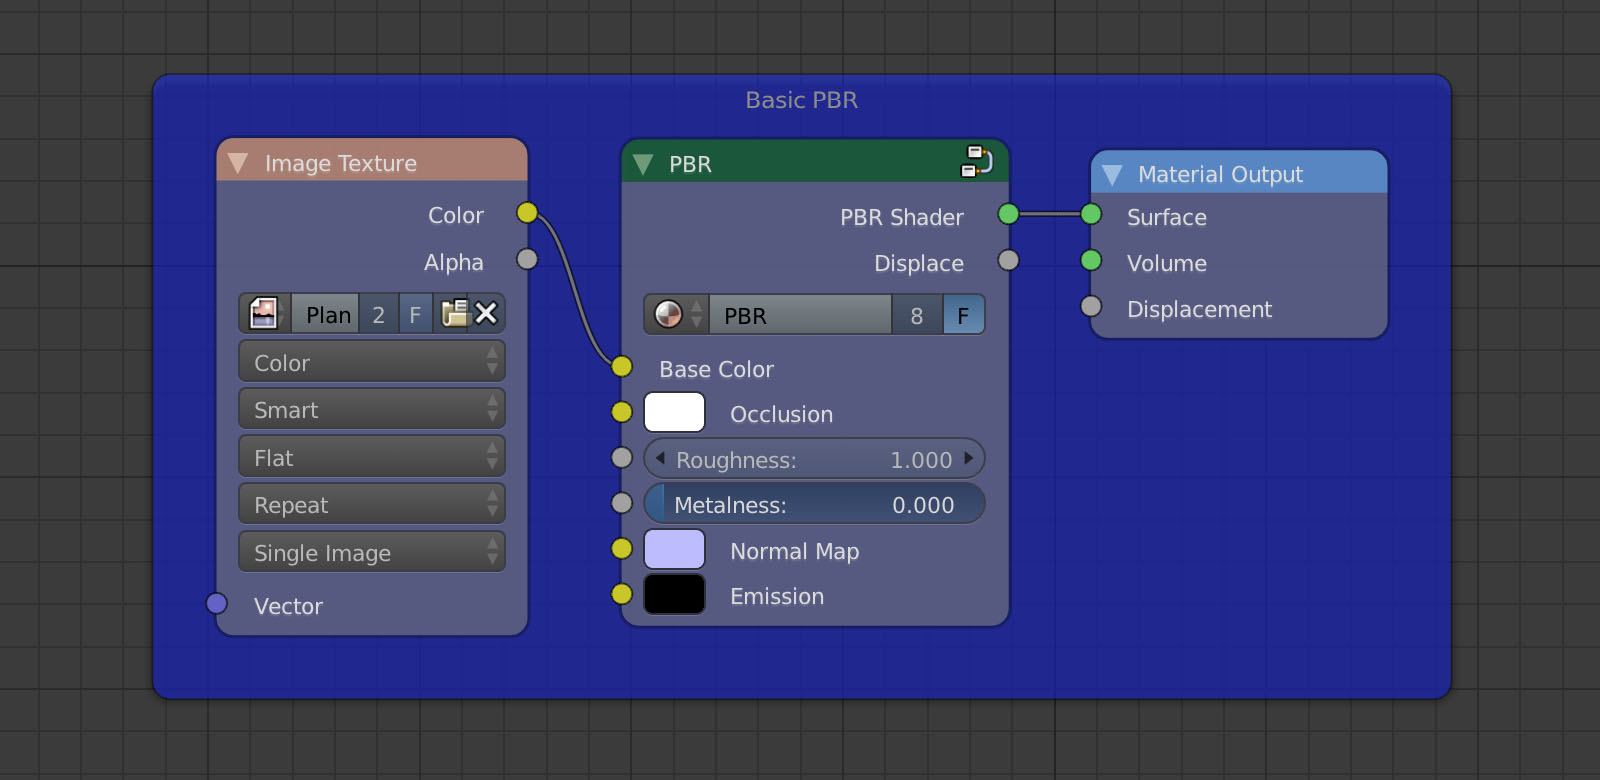 Basic PBR
Image Texture
Color
Alpha
Plan 2 F
Color
Smart
Flat
Repeat
Single Image
Vector
PBR
PBR Shader
Displace
PBR 8 F
Base Color
Occlusion
Roughness: 1.000
Metalness: 0.000
Normal Map
Emission
Material Output
Surface
Volume
Displacement